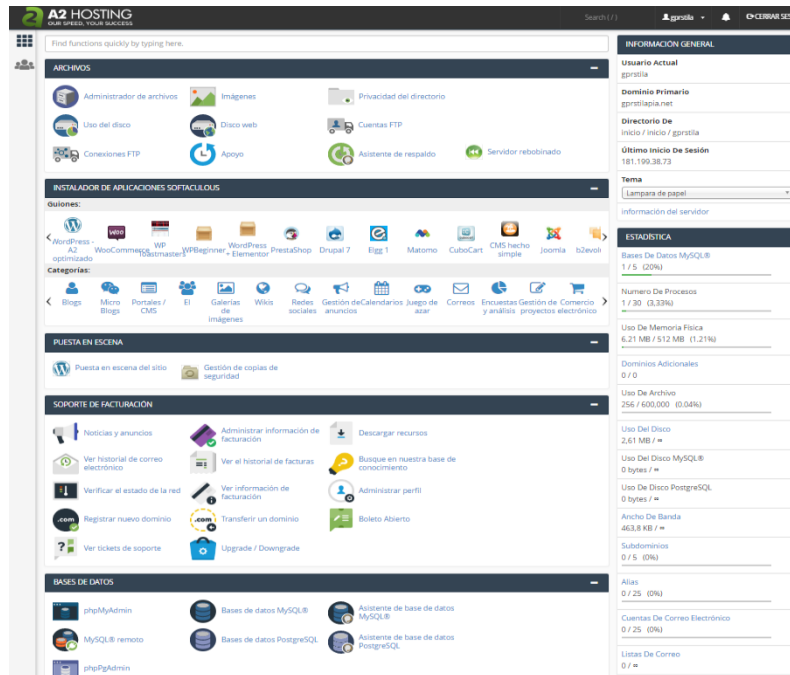 A2 HOSTING
OUR SPEED, YOUR SUCCESS
Search ( / )
gprstila
CERRAR SES
Find functions quickly by typing here.
ARCHIVOS
Administrador de archivos
Imágenes
Privacidad del directorio
Uso del disco
Disco web
Cuentas FTP
Conexiones FTP
Apoyo
Asistente de respaldo
Servidor rebobinado
INSTALADOR DE APLICACIONES SOFTACULOUS
Guiones:
WordPress - A2 optimizado
WooCommerce
WP Toastmasters
WPBeginner
WordPress + Elementor
PrestaShop
Drupal 7
Elgg 1
Matomo
CuboCart
CMS hecho simple
Joomla
b2evoli
Categorías:
Blogs
Micro Blogs
Portales / CMS
El
Galerías de imágenes
Wikis
Redes sociales
Gestión de anuncios
Calendarios
Juego de azar
Correos
Encuestas y análisis
Gestión de proyectos
Comercio electrónico
PUESTA EN ESCENA
Puesta en escena del sitio
Gestión de copias de seguridad
SOPORTE DE FACTURACIÓN
Noticias y anuncios
Administrar información de facturación
Descargar recursos
Ver historial de correo electrónico
Ver el historial de facturas
Busque en nuestra base de conocimiento
Verificar el estado de la red
Ver información de facturación
Administrar perfil
.com
Registrar nuevo dominio
.com
Transferir un dominio
Boleto Abierto
Ver tickets de soporte
Upgrade / Downgrade
BASES DE DATOS
phpMyAdmin
Bases de datos MySQL®
Asistente de base de datos MySQL®
MySQL® remoto
Bases de datos PostgreSQL
Asistente de base de datos PostgreSQL
phpPgAdmin
INFORMACIÓN GENERAL
Usuario Actual
gprstila
Dominio Primario
gprstilapia.net
Directorio De
inicio / inicio / gprstila
Último Inicio De Sesión
181.199.38.73
Tema
Lampara de papel
información del servidor
ESTADÍSTICA
Bases De Datos MySQL®
1 / 5 (20%)
Numero De Procesos
1 / 30 (3,33%)
Uso De Memoria Física
6.21 MB / 512 MB (1.21%)
Dominios Adicionales
0 / 0
Uso De Archivo
256 / 600,000 (0.04%)
Uso Del Disco
2,61 MB / ∞
Uso Del Disco MySQL®
0 bytes / ∞
Uso De Disco PostgreSQL
0 bytes / ∞
Ancho De Banda
463,8 KB / ∞
Subdominios
0 / 5 (0%)
Alias
0 / 25 (0%)
Cuentas De Correo Electrónico
0 / 25 (0%)
Listas De Correo
0 / ∞